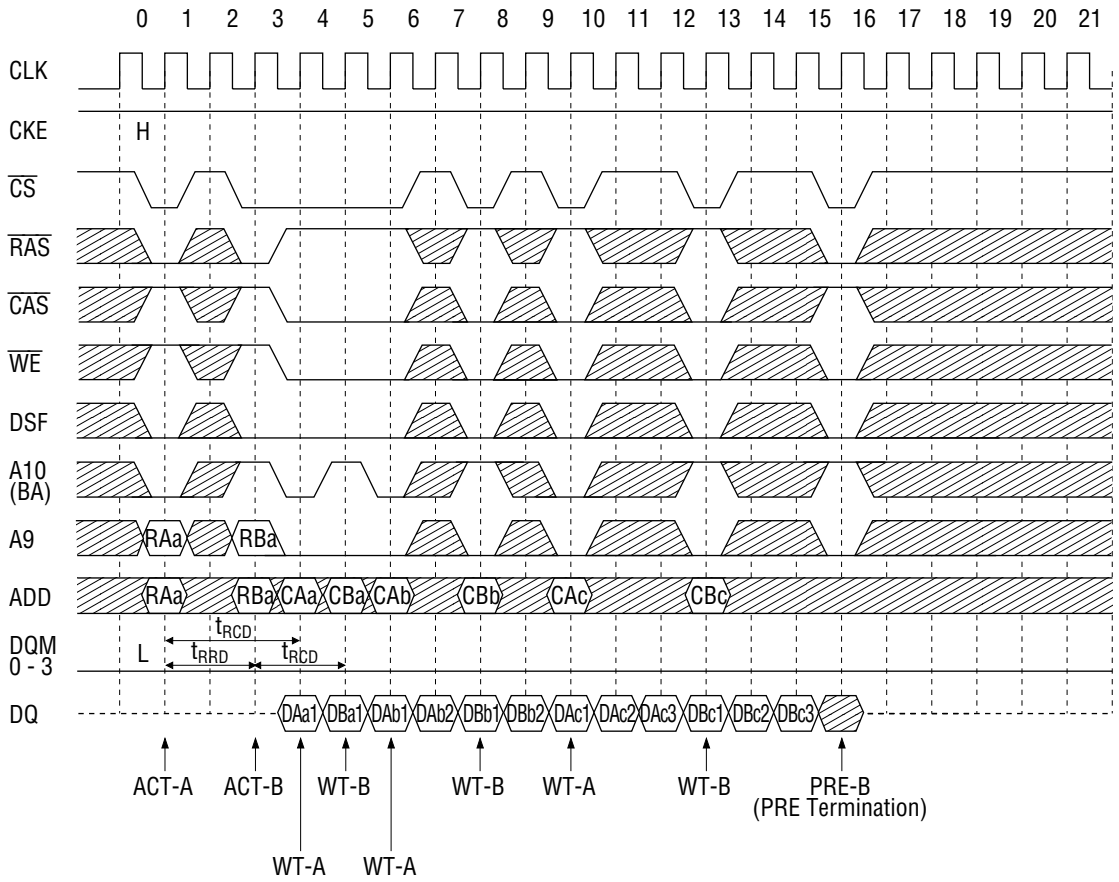 0 1 2 3 4 5 6 7 8 9 10 11 12 13 14 15 16 17 18 19 20 21
CLK
CKE H
CS
RAS
CAS
WE
DSF
A10
(BA)
A9 RAa RBa
ADD RAa RBa CAa CBa CAb CBb CAc CBc
tRCD
DQM L tRRD tRCD
0 - 3
DQ DAa1 DBa1 DAb1 DAb2 DBb1 DBb2 DAc1 DAc2 DAc3 DBc1 DBc2 DBc3
ACT-A ACT-B WT-B WT-B WT-A WT-B PRE-B
(PRE Termination)
WT-A WT-A